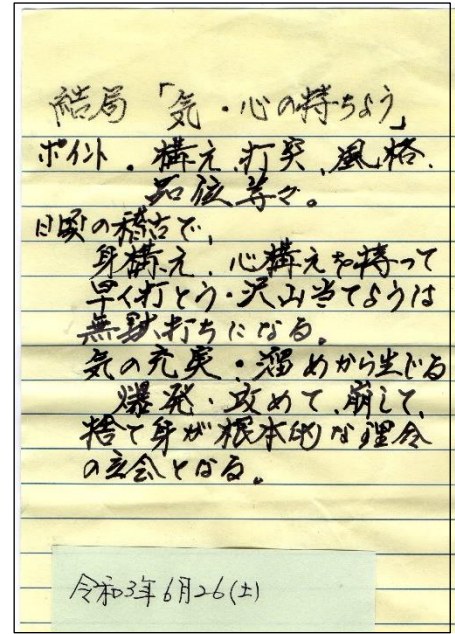 結局「気・心の持ちよう」
ポイント．構え、打突、風格．
品位等々。
日頃の稽古で、
身構え．心構えを持って
早く打とう・沢山当てようは
無駄打ちになる。
気の充実・溜めから生じる
爆発・攻めて、崩して、
捨て身が根本的な理合
の立会となる。
令和3年6月26(土)